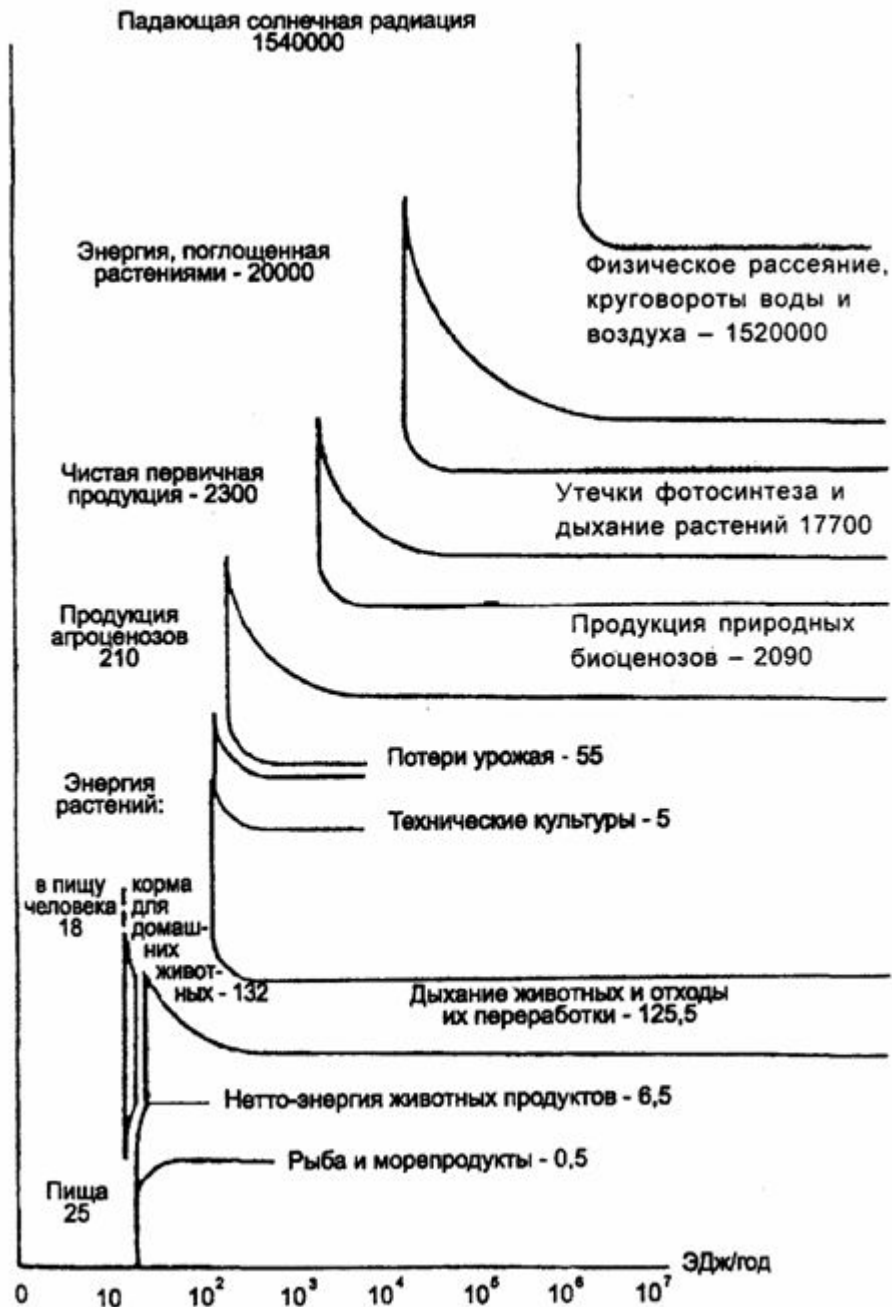 Падающая солнечная радиация
1540000
Энергия, поглощенная
растениями - 20000
Физическое рассеяние,
круговороты воды и
воздуха – 1520000
Чистая первичная
продукция - 2300
Утечки фотосинтеза и
дыхание растений 17700
Продукция
агроценозов
210
Продукция природных
биоценозов – 2090
Потери урожая - 55
Энергия
растений:
Технические культуры - 5
в пищу
человека
18
корма
для
домаш-
них
живот-
ных - 132
Дыхание животных и отходы
их переработки - 125,5
Нетто-энергия животных продуктов - 6,5
Рыба и морепродукты - 0,5
Пища
25
ЭДж/год
0 10 10² 10³ 10⁴ 10⁵ 10⁶ 10⁷